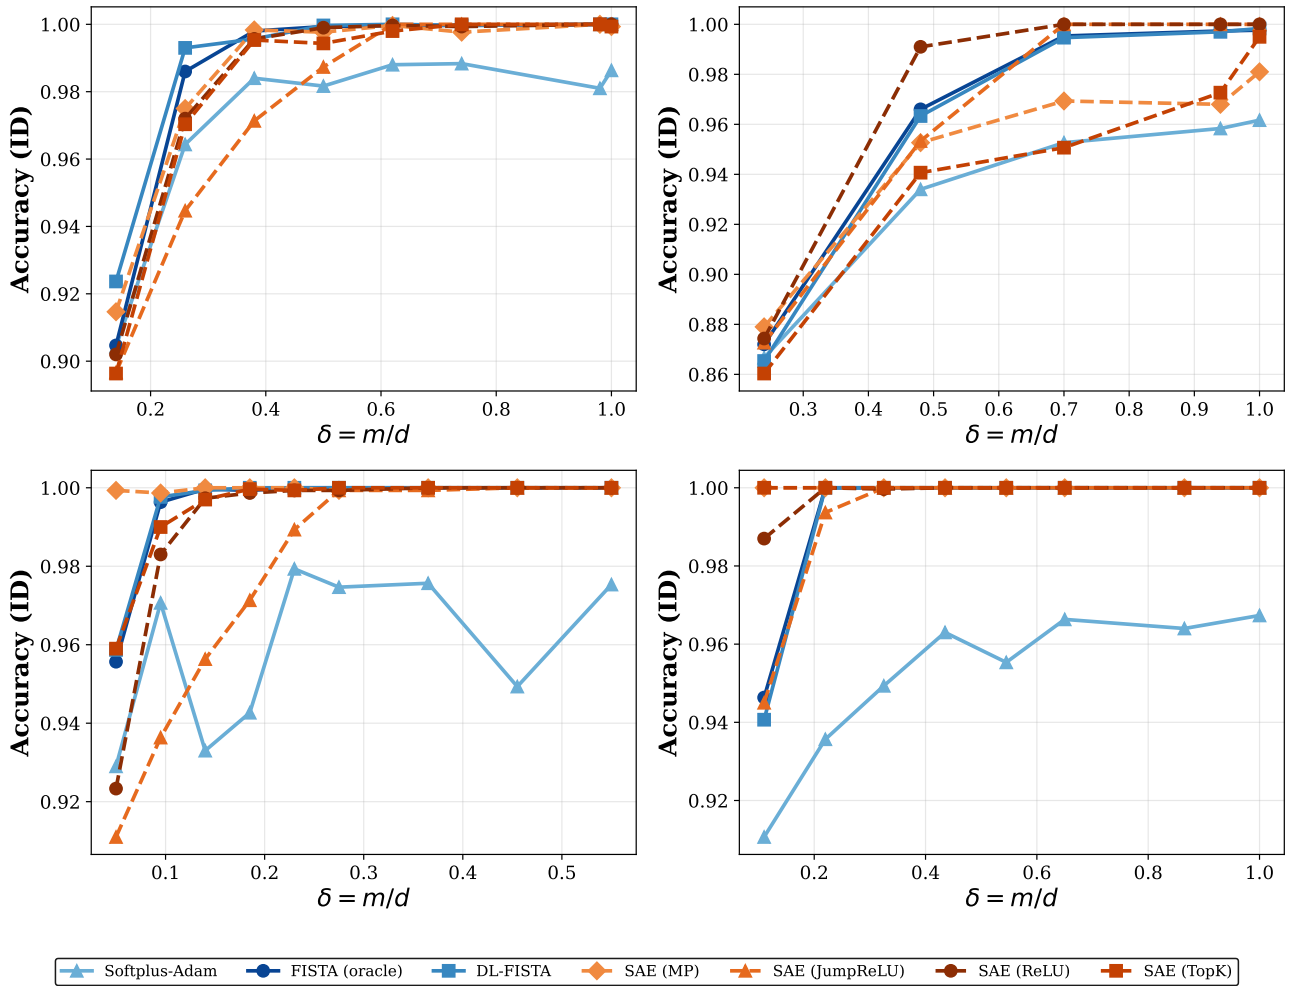 1.00
0.98
0.96
0.94
0.92
0.90
Accuracy (ID)
0.2 0.4 0.6 0.8 1.0
δ = m/d
1.00
0.98
0.96
0.94
0.92
0.90
0.88
0.86
Accuracy (ID)
0.3 0.4 0.5 0.6 0.7 0.8 0.9 1.0
δ = m/d
1.00
0.98
0.96
0.94
0.92
Accuracy (ID)
0.1 0.2 0.3 0.4 0.5
δ = m/d
1.00
0.98
0.96
0.94
0.92
Accuracy (ID)
0.2 0.4 0.6 0.8 1.0
δ = m/d
Softplus-Adam FISTA (oracle) DL-FISTA SAE (MP) SAE (JumpReLU) SAE (ReLU) SAE (TopK)